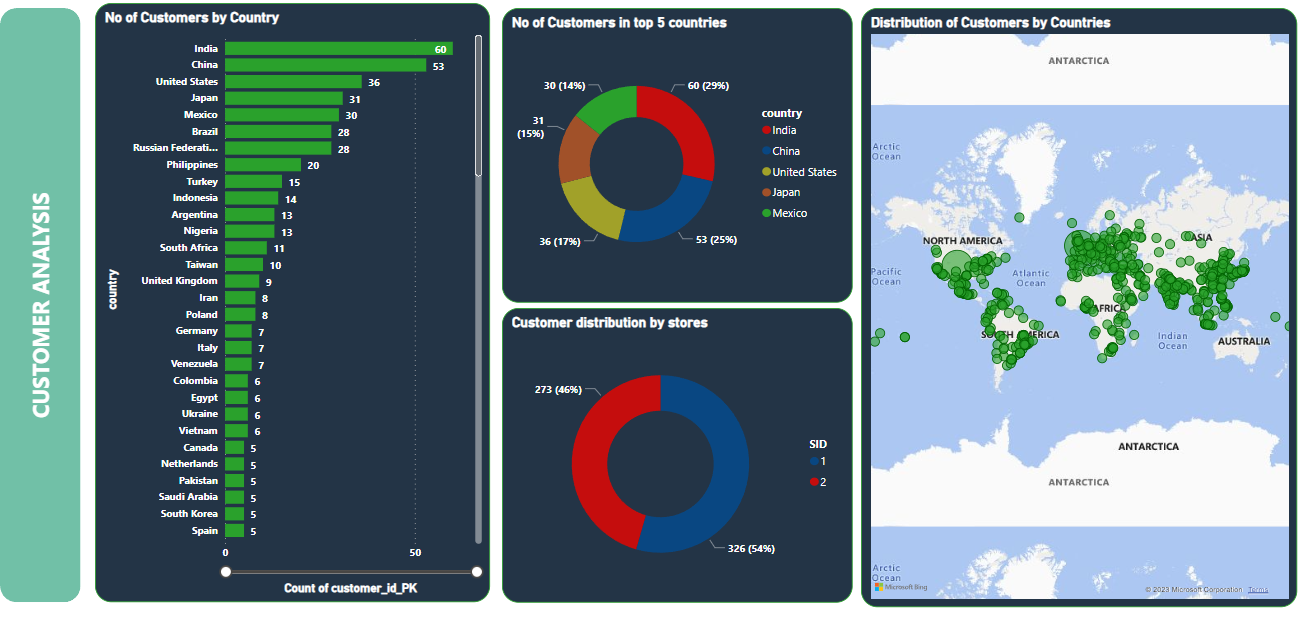 CUSTOMER ANALYSIS
No of Customers by Country
country
India 60
China 53
United States 36
Japan 31
Mexico 30
Brazil 28
Russian Federati... 28
Philippines 20
Turkey 15
Indonesia 14
Argentina 13
Nigeria 13
South Africa 11
Taiwan 10
United Kingdom 9
Iran 8
Poland 8
Germany 7
Italy 7
Venezuela 7
Colombia 6
Egypt 6
Ukraine 6
Vietnam 6
Canada 5
Netherlands 5
Pakistan 5
Saudi Arabia 5
South Korea 5
Spain 5
0 50
Count of customer_id_PK
No of Customers in top 5 countries
30 (14%)
60 (29%)
31
(15%)
36 (17%)
53 (25%)
country
India
China
United States
Japan
Mexico
Customer distribution by stores
273 (46%)
326 (54%)
SID
1
2
Distribution of Customers by Countries
ANTARCTICA
Arctic
Ocean
NORTH AMERICA
ASIA
Pacific
Ocean
Atlantic
Ocean
AFRICA
SOUTH AMERICA
Indian
Ocean
AUSTRALIA
ANTARCTICA
ANTARCTICA
Arctic
Ocean
Microsoft Bing
© 2023 Microsoft Corporation Terms